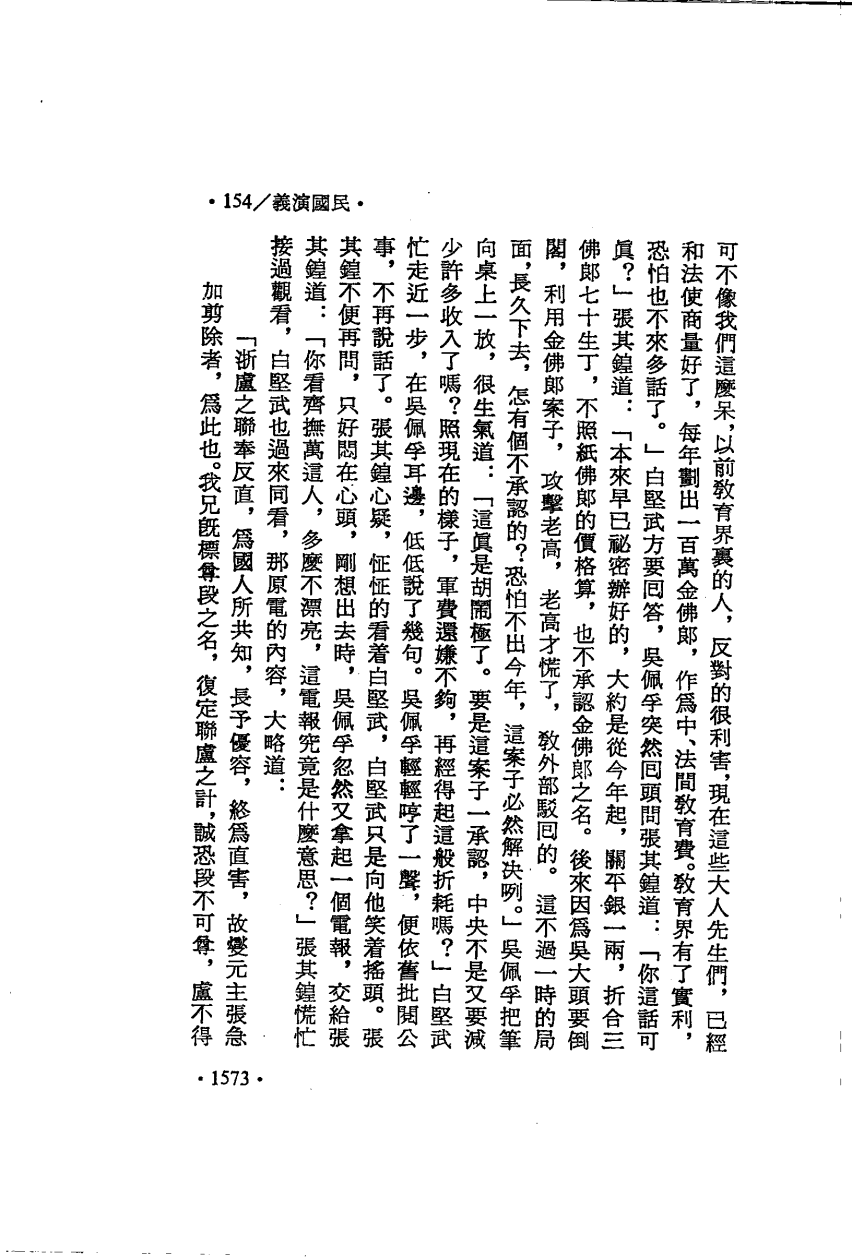 •154／義演國民•
可不像我們這麼呆，以前敎育界裏的人，反對的很利害，現在這些大人先生們，已經
和法使商量好了，每年劃出一百萬金佛郎，作爲中、法間敎育費。敎育界有了實利，
恐怕也不來多話了。」白堅武方要回答，吳佩孚突然回頭問張其鍠道：「你這話可
眞？」張其鍠道：「本來早已祕密辦好的，大約是從今年起，關平銀一兩，折合三
佛郎七十生丁，不照紙佛郎的價格算，也不承認金佛郎之名。後來因爲吳大頭要倒
閣，利用金佛郎案子，攻擊老高，老高才慌了，敎外部駁回的。這不過一時的局
面，長久下去，怎有個不承認的？恐怕不出今年，這案子必然解決咧。」吳佩孚把筆
向桌上一放，很生氣道：「這眞是胡鬧極了。要是這案子一承認，中央不是又要減
少許多收入了嗎？照現在的樣子，軍費還嫌不夠，再經得起這般折耗嗎？」白堅武
忙走近一步，在吳佩孚耳邊，低低說了幾句。吳佩孚輕輕哼了一聲，便依舊批閱公
事，不再說話了。張其鍠心疑，怔怔的看着白堅武，白堅武只是向他笑着搖頭。張
其鍠不便再問，只好悶在心頭，剛想出去時，吳佩孚忽然又拿起一個電報，交給張
其鍠道：「你看齊撫萬這人，多麼不漂亮，這電報究竟是什麼意思？」張其鍠慌忙
接過觀看，白堅武也過來同看，那原電的內容，大略道：
「浙盧之聯奉反直，爲國人所共知，長予優容，終爲直害，故燮元主張急
加剪除者，爲此也。我兄旣標尊段之名，復定聯盧之計，誠恐段不可尊，盧不得
•1573•